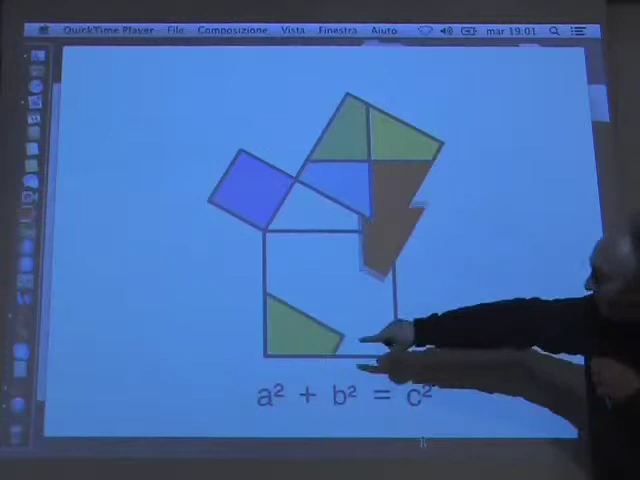 QuickTime Player File Composizione Vista Finestra Aiuto mar 19.01
a² + b² = c²